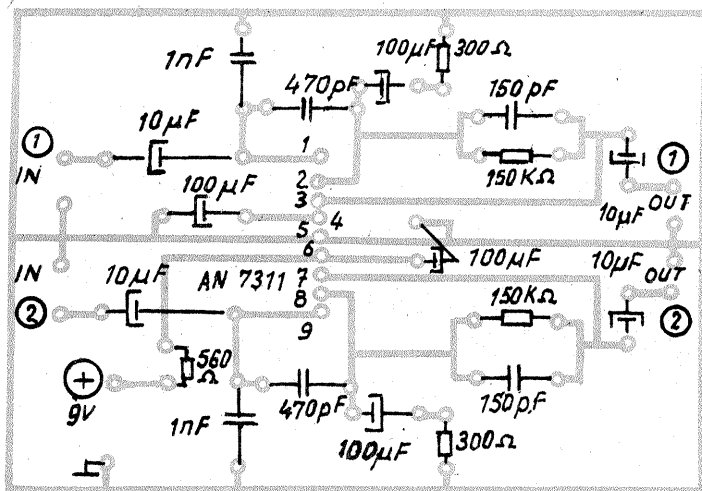 1nF
100µF
300Ω
470pF
150pF
10µF
1
IN
1
2
3
4
5
6
7
8
9
100µF
150KΩ
1
10µF
OUT
IN
10µF
AN 7311
100µF
10µF
OUT
2
150KΩ
2
+
9V
560
Ω
1nF
470pF
100µF
300Ω
150pF